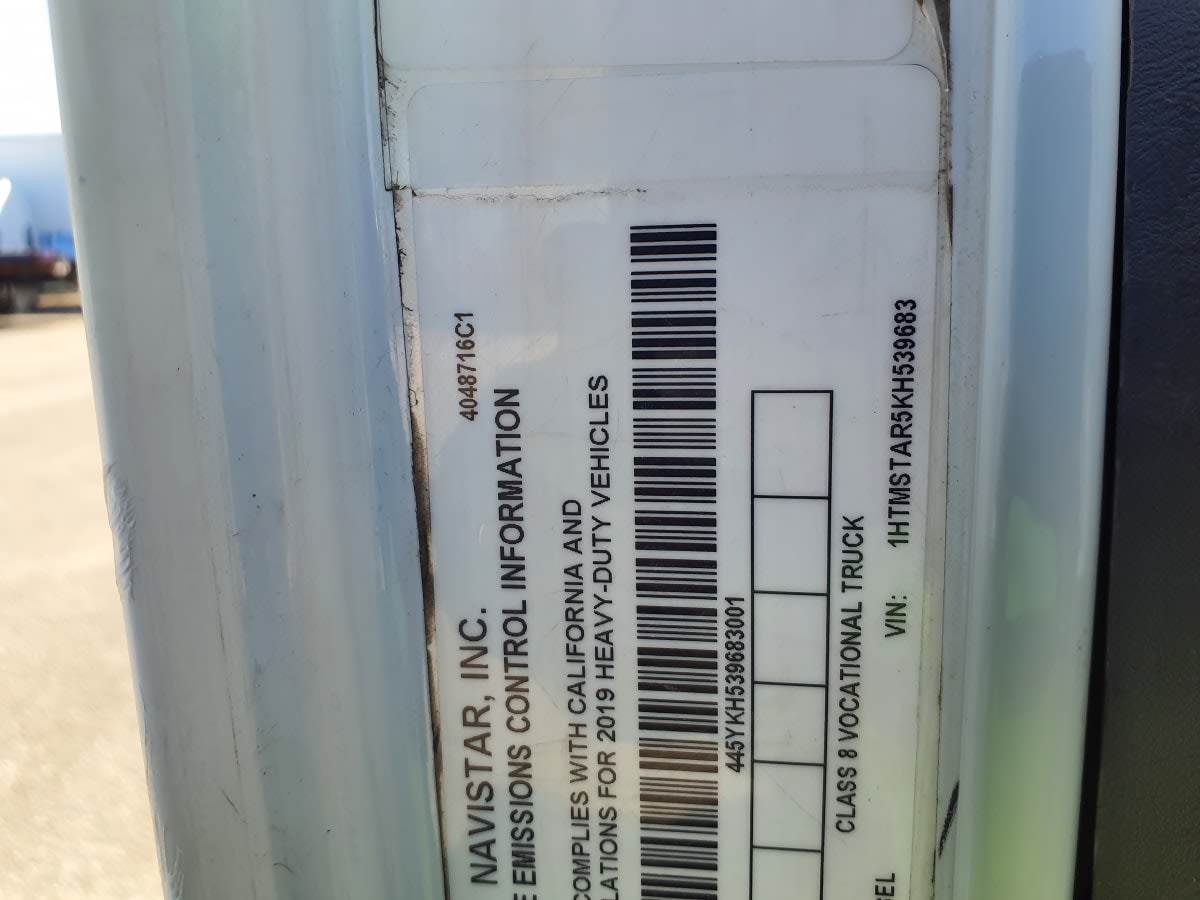 4048716C1
NAVISTAR, INC.
E EMISSIONS CONTROL INFORMATION
COMPLIES WITH CALIFORNIA AND
LATIONS FOR 2019 HEAVY-DUTY VEHICLES
445YKH539683001
CLASS 8 VOCATIONAL TRUCK
VIN: 1HTMSTAR5KH539683